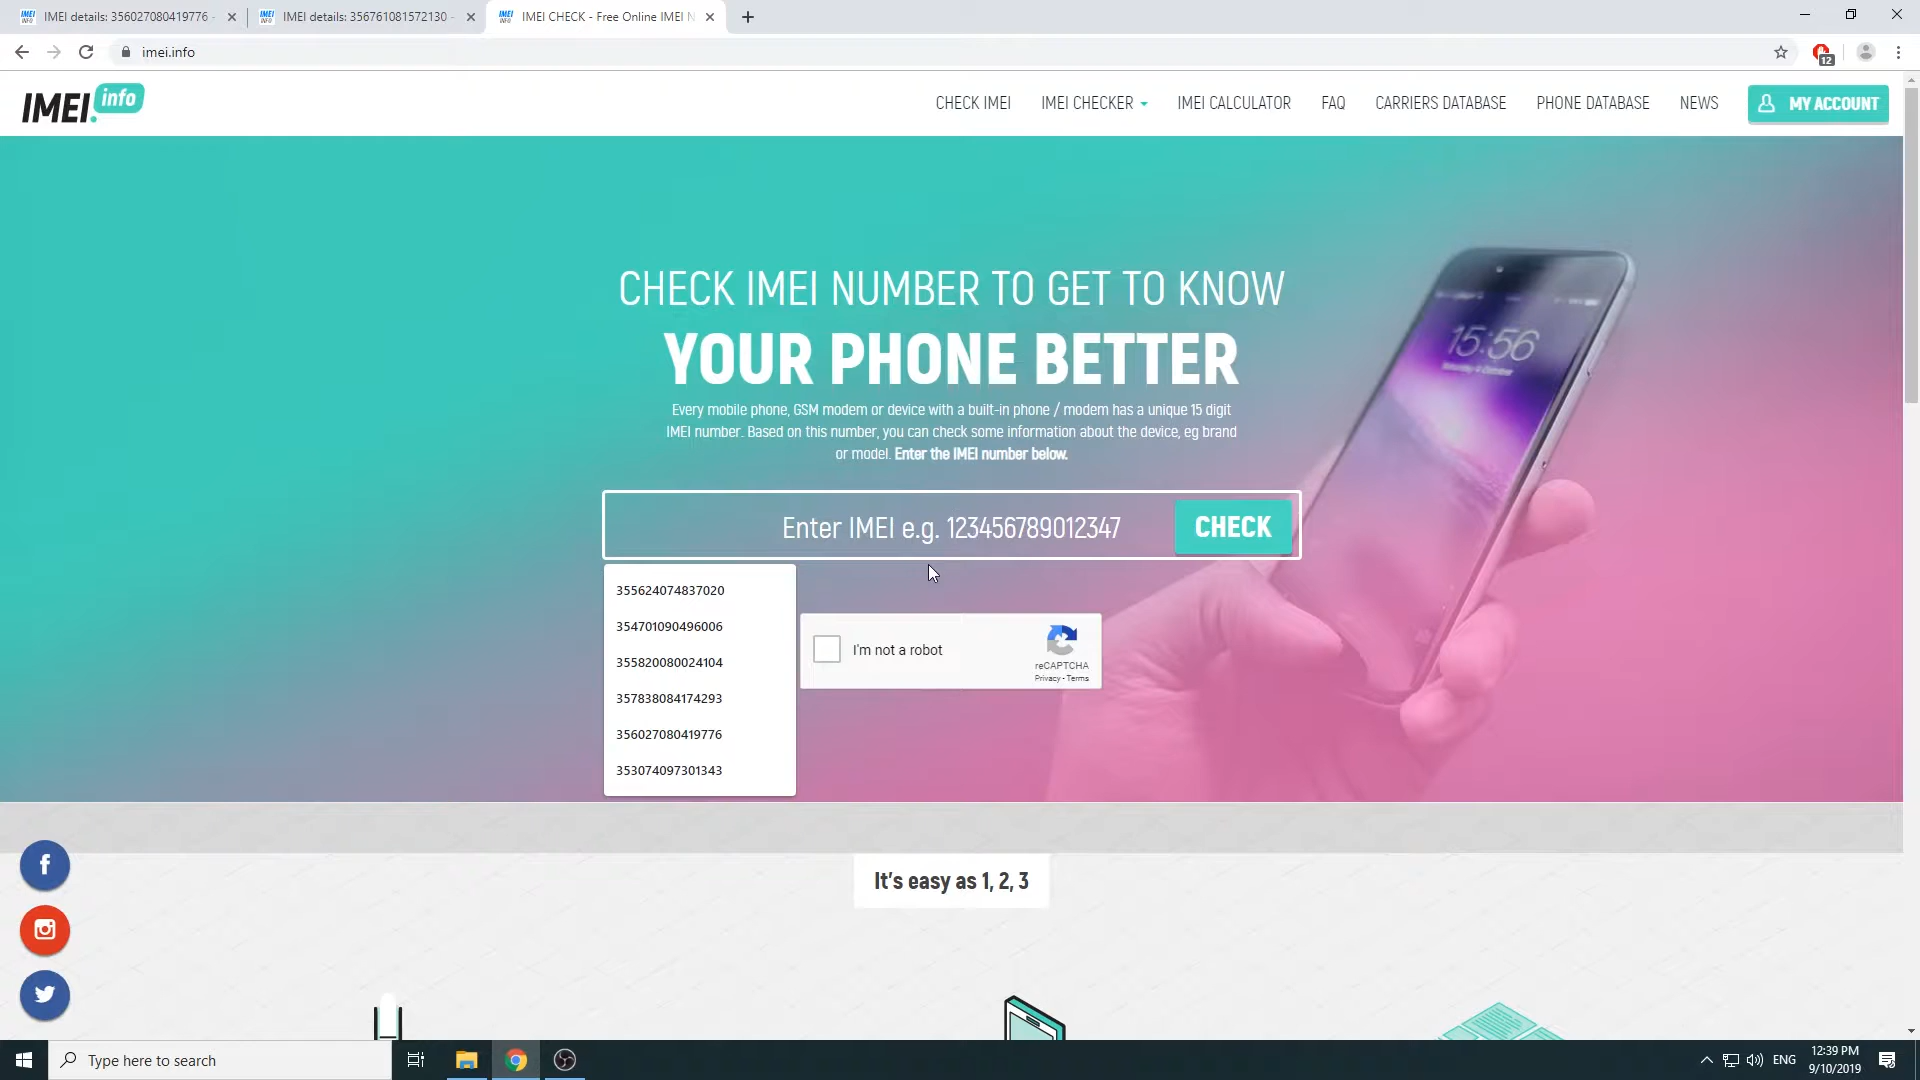 IMEI details: 356027080419776 -
IMEI details: 356761081572130 -
IMEI CHECK - Free Online IMEI N
imei.info
12
IMEI.info
CHECK IMEI
IMEI CHECKER
IMEI CALCULATOR
FAQ
CARRIERS DATABASE
PHONE DATABASE
NEWS
MY ACCOUNT
CHECK IMEI NUMBER TO GET TO KNOW
YOUR PHONE BETTER
Every mobile phone, GSM modem or device with a built-in phone / modem has a unique 15 digit
IMEI number. Based on this number, you can check some information about the device, eg brand
or model. Enter the IMEI number below.
15:56
Enter IMEI e.g. 123456789012347
CHECK
355624074837020
354701090496006
355820080024104
357838084174293
356027080419776
353074097301343
I'm not a robot
reCAPTCHA
Privacy - Terms
It's easy as 1, 2, 3
Type here to search
ENG
12:39 PM
9/10/2019